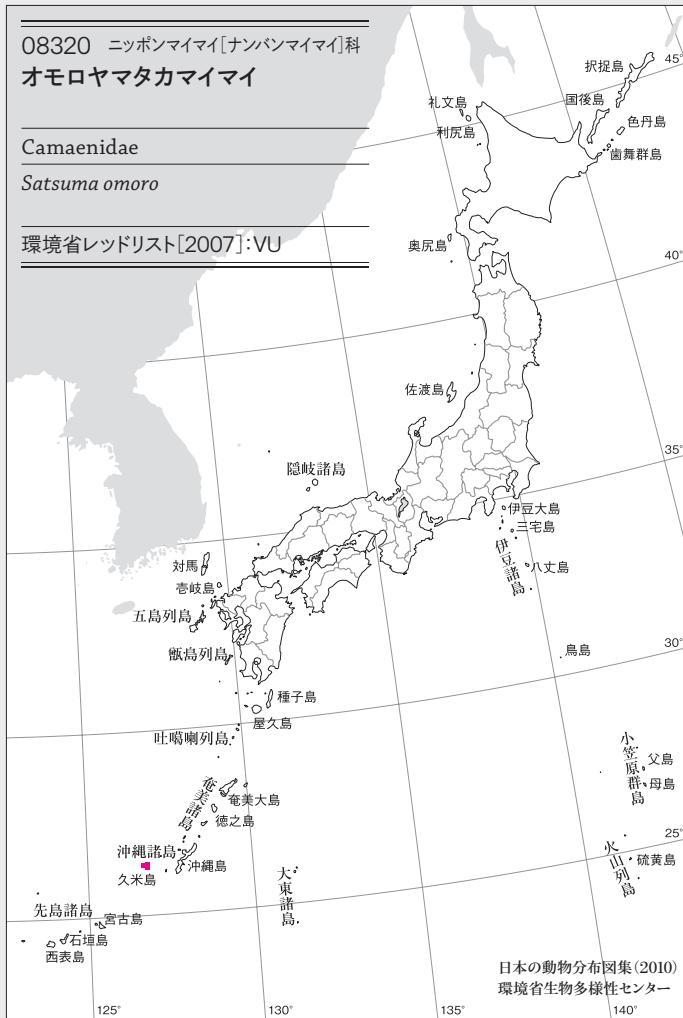 08320 ニッポンマイマイ[ナンバンマイマイ]科
オモロヤマタカマイマイ
Camaenidae
Satsuma omoro
環境省レッドリスト[2007]:VU
択捉島
45°
礼文島
国後島
利尻島
色丹島
歯舞群島
奥尻島
40°
佐渡島
35°
隠岐諸島
伊豆大島
三宅島
伊豆諸島
八丈島
対馬
壱岐島
五島列島
甑島列島
鳥島
30°
種子島
屋久島
吐噶喇列島
小笠原群島
父島
母島
奄美諸島
奄美大島
徳之島
25°
沖縄諸島
沖縄島
久米島
火山列島
硫黄島
大東諸島
先島諸島
宮古島
石垣島
西表島
日本の動物分布図集(2010)
環境省生物多様性センター
125°
130°
135°
140°